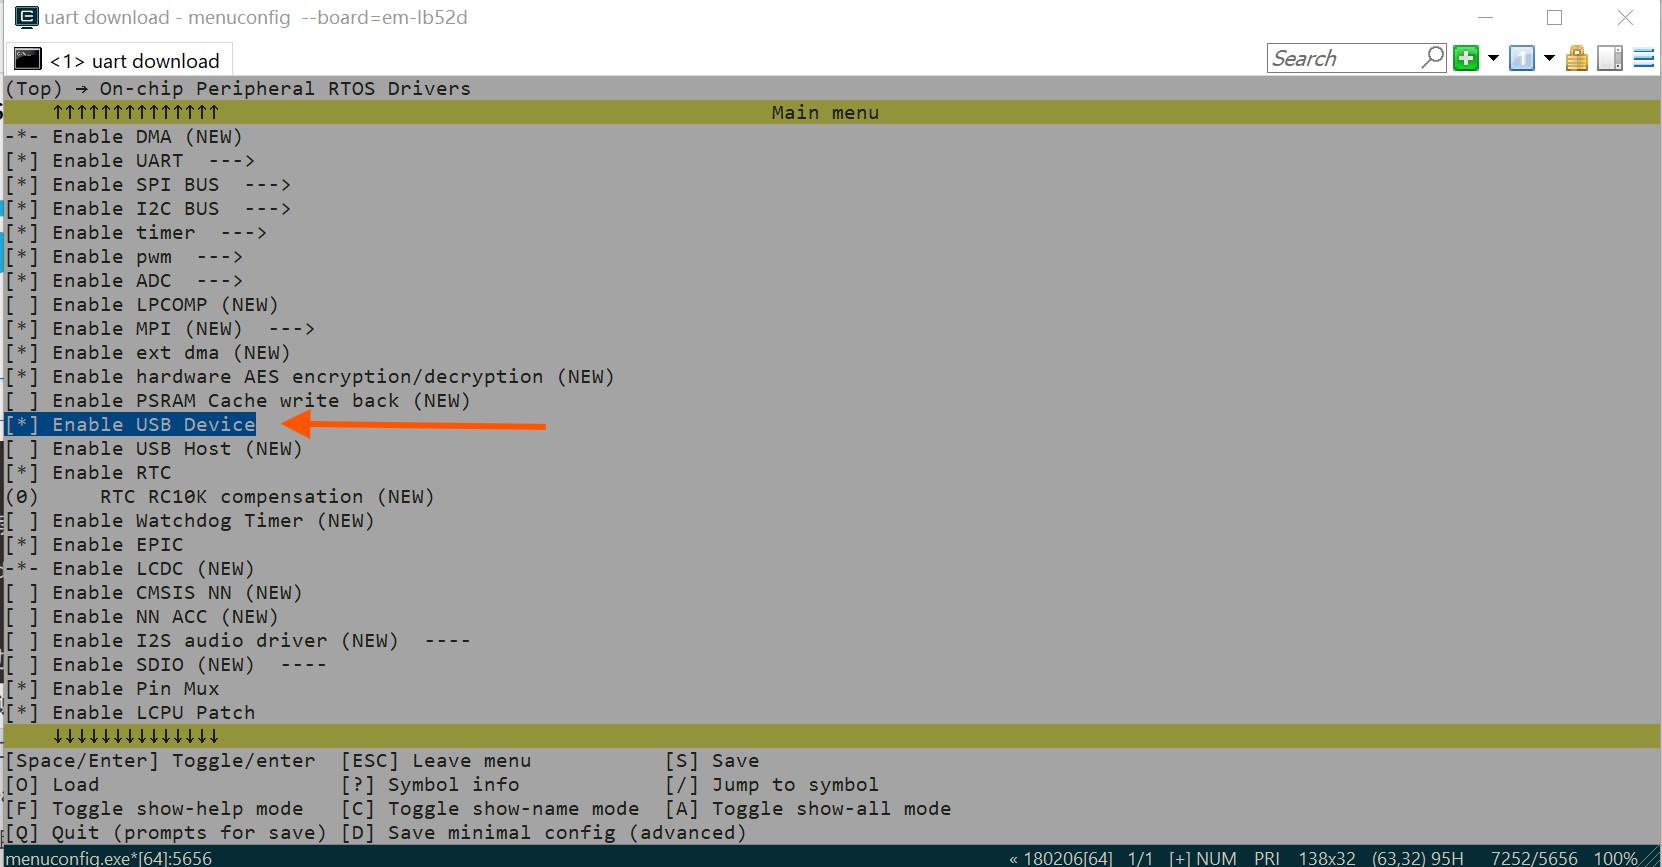 uart download - menuconfig --board=em-lb52d
<1> uart download
Search
1
(Top) → On-chip Peripheral RTOS Drivers
↑↑↑↑↑↑↑↑↑↑↑↑↑↑ Main menu
-*- Enable DMA (NEW)
[*] Enable UART  --->
[*] Enable SPI BUS  --->
[*] Enable I2C BUS  --->
[*] Enable timer  --->
[*] Enable pwm  --->
[*] Enable ADC  --->
[ ] Enable LPCOMP (NEW)
[*] Enable MPI (NEW)  --->
[*] Enable ext dma (NEW)
[*] Enable hardware AES encryption/decryption (NEW)
[ ] Enable PSRAM Cache write back (NEW)
[*] Enable USB Device
[ ] Enable USB Host (NEW)
[*] Enable RTC
(0)     RTC RC10K compensation (NEW)
[ ] Enable Watchdog Timer (NEW)
[*] Enable EPIC
-*- Enable LCDC (NEW)
[ ] Enable CMSIS NN (NEW)
[ ] Enable NN ACC (NEW)
[ ] Enable I2S audio driver (NEW)  ----
[ ] Enable SDIO (NEW)  ----
[*] Enable Pin Mux
[*] Enable LCPU Patch
↓↓↓↓↓↓↓↓↓↓↓↓↓↓
[Space/Enter] Toggle/enter  [ESC] Leave menu  [S] Save
[O] Load  [?] Symbol info  [/] Jump to symbol
[F] Toggle show-help mode  [C] Toggle show-name mode  [A] Toggle show-all mode
[Q] Quit (prompts for save) [D] Save minimal config (advanced)
menuconfig.exe*[64]:5656  « 180206[64]  1/1  [+] NUM  PRI  138x32  (63,32) 95H  7252/5656  100%